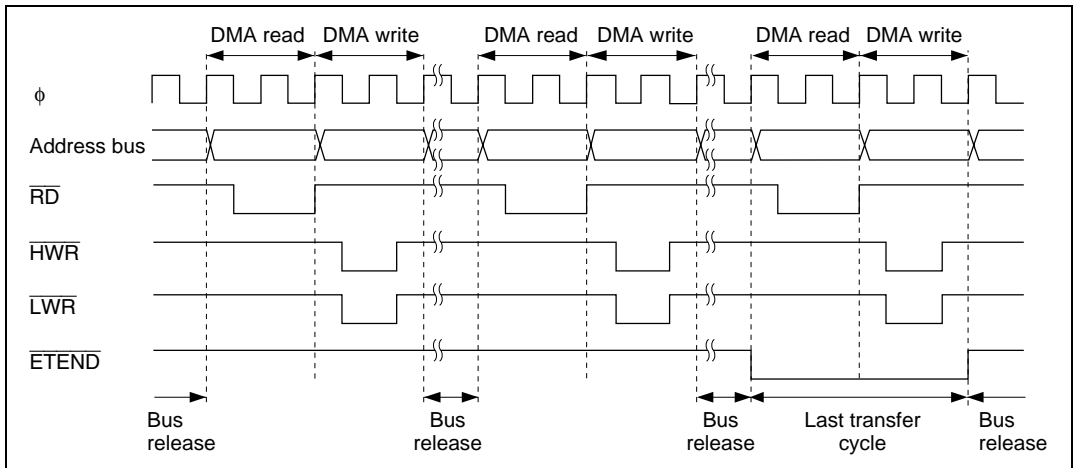 DMA read DMA write DMA read DMA write DMA read DMA write
ϕ
Address bus
RD
HWR
LWR
ETEND
Bus release Bus release Bus release Last transfer cycle Bus release